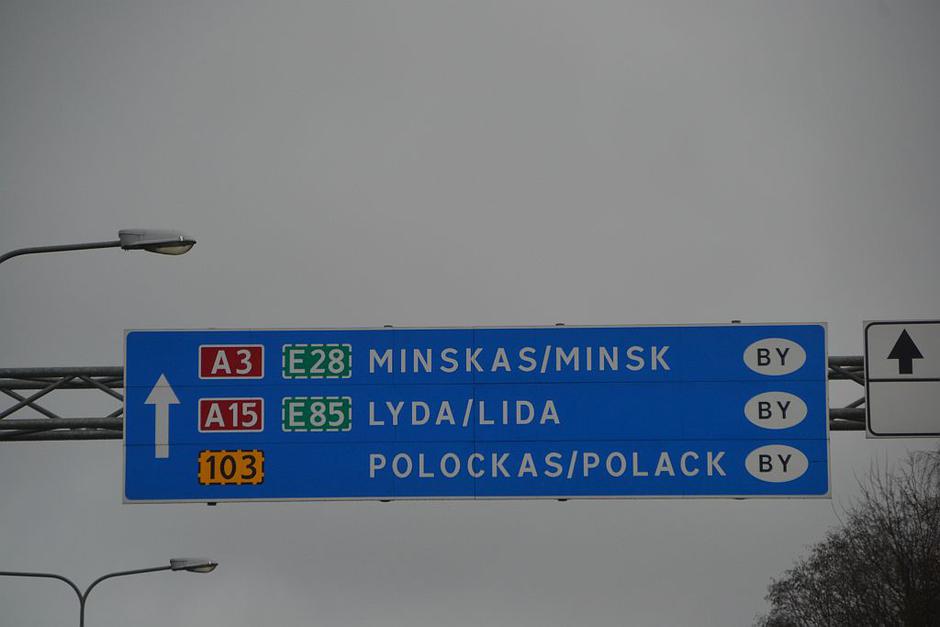 A3 E28 MINSKAS/MINSK BY
A15 E85 LYDA/LIDA BY
103 POLOCKAS/POLACK BY